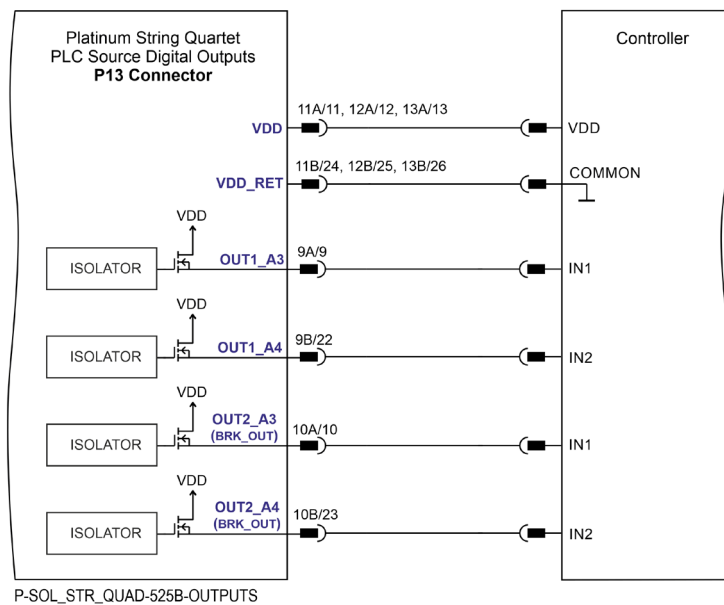 Platinum String Quartet
PLC Source Digital Outputs
P13 Connector
Controller
VDD
11A/11, 12A/12, 13A/13
VDD
VDD_RET
11B/24, 12B/25, 13B/26
COMMON
VDD
ISOLATOR
OUT1_A3
9A/9
IN1
VDD
ISOLATOR
OUT1_A4
9B/22
IN2
VDD
ISOLATOR
OUT2_A3
(BRK_OUT)
10A/10
IN1
VDD
ISOLATOR
OUT2_A4
(BRK_OUT)
10B/23
IN2
P-SOL_STR_QUAD-525B-OUTPUTS